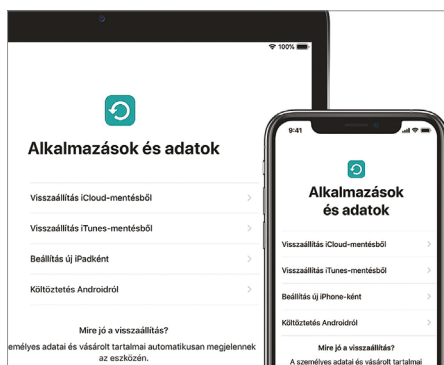 100%
Alkalmazások és adatok
Visszaállítás iCloud-mentésből
Visszaállítás iTunes-mentésből
Beállítás új iPadként
Költöztetés Androidról
Mire jó a visszaállítás?
személyes adatai és vásárolt tartalmai automatikusan megjelennek
az eszközén.
9:41
Alkalmazások
és adatok
Visszaállítás iCloud-mentésből
Visszaállítás iTunes-mentésből
Beállítás új iPhone-ként
Költöztetés Androidról
Mire jó a visszaállítás?
A személyes adatai és vásárolt tartalmai